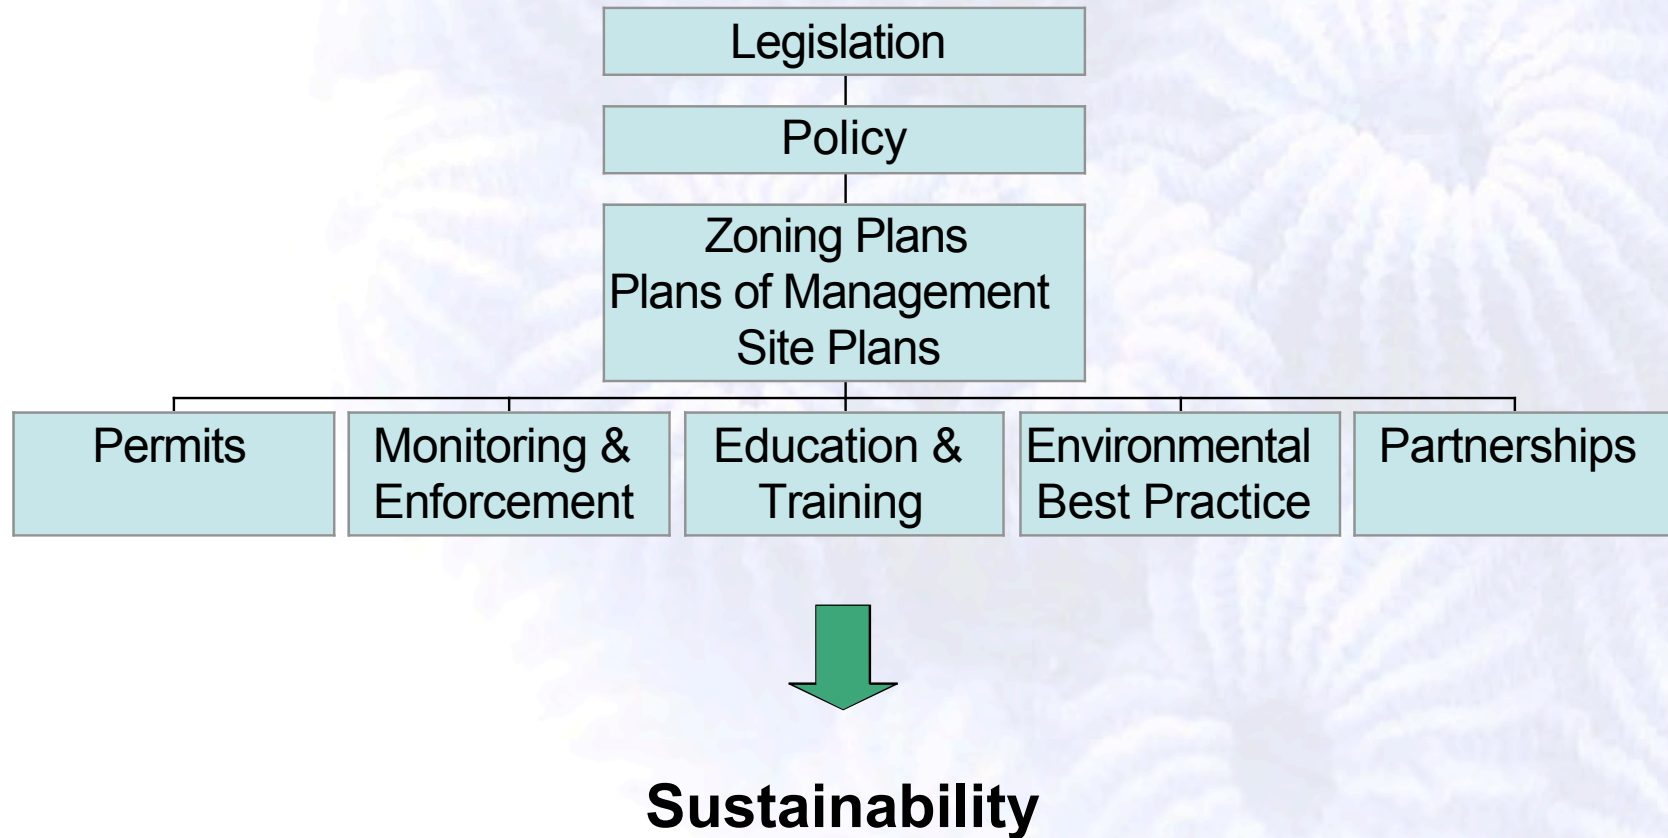 Legislation
Policy
Zoning Plans
Plans of Management
Site Plans
Permits
Monitoring &
Enforcement
Education &
Training
Environmental
Best Practice
Partnerships
Sustainability